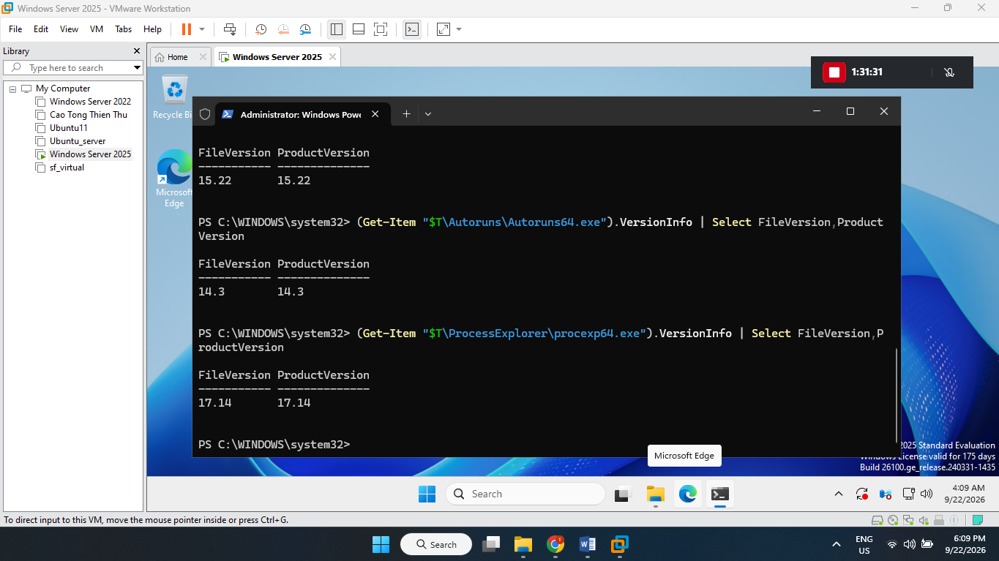 Windows Server 2025 - VMware Workstation
File Edit View VM Tabs Help
Library
Type here to search
My Computer
Windows Server 2022
Cao Tong Thien Thu
Ubuntu11
Ubuntu_server
Windows Server 2025
sf_virtual
Home
Windows Server 2025
1:31:31
Recycle Bi
Microsoft
Edge
Administrator: Windows Powe
FileVersion ProductVersion
----------- --------------
15.22 15.22
PS C:\WINDOWS\system32> (Get-Item "$T\Autoruns\Autoruns64.exe").VersionInfo | Select FileVersion,Product
Version
FileVersion ProductVersion
----------- --------------
14.3 14.3
PS C:\WINDOWS\system32> (Get-Item "$T\ProcessExplorer\procexp64.exe").VersionInfo | Select FileVersion,P
roductVersion
FileVersion ProductVersion
----------- --------------
17.14 17.14
PS C:\WINDOWS\system32>
Microsoft Edge
2025 Standard Evaluation
Windows License valid for 175 days
Build 26100.ge_release.240331-1435
Search
4:09 AM
9/22/2026
To direct input to this VM, move the mouse pointer inside or press Ctrl+G.
Search
ENG
US
6:09 PM
9/22/2026